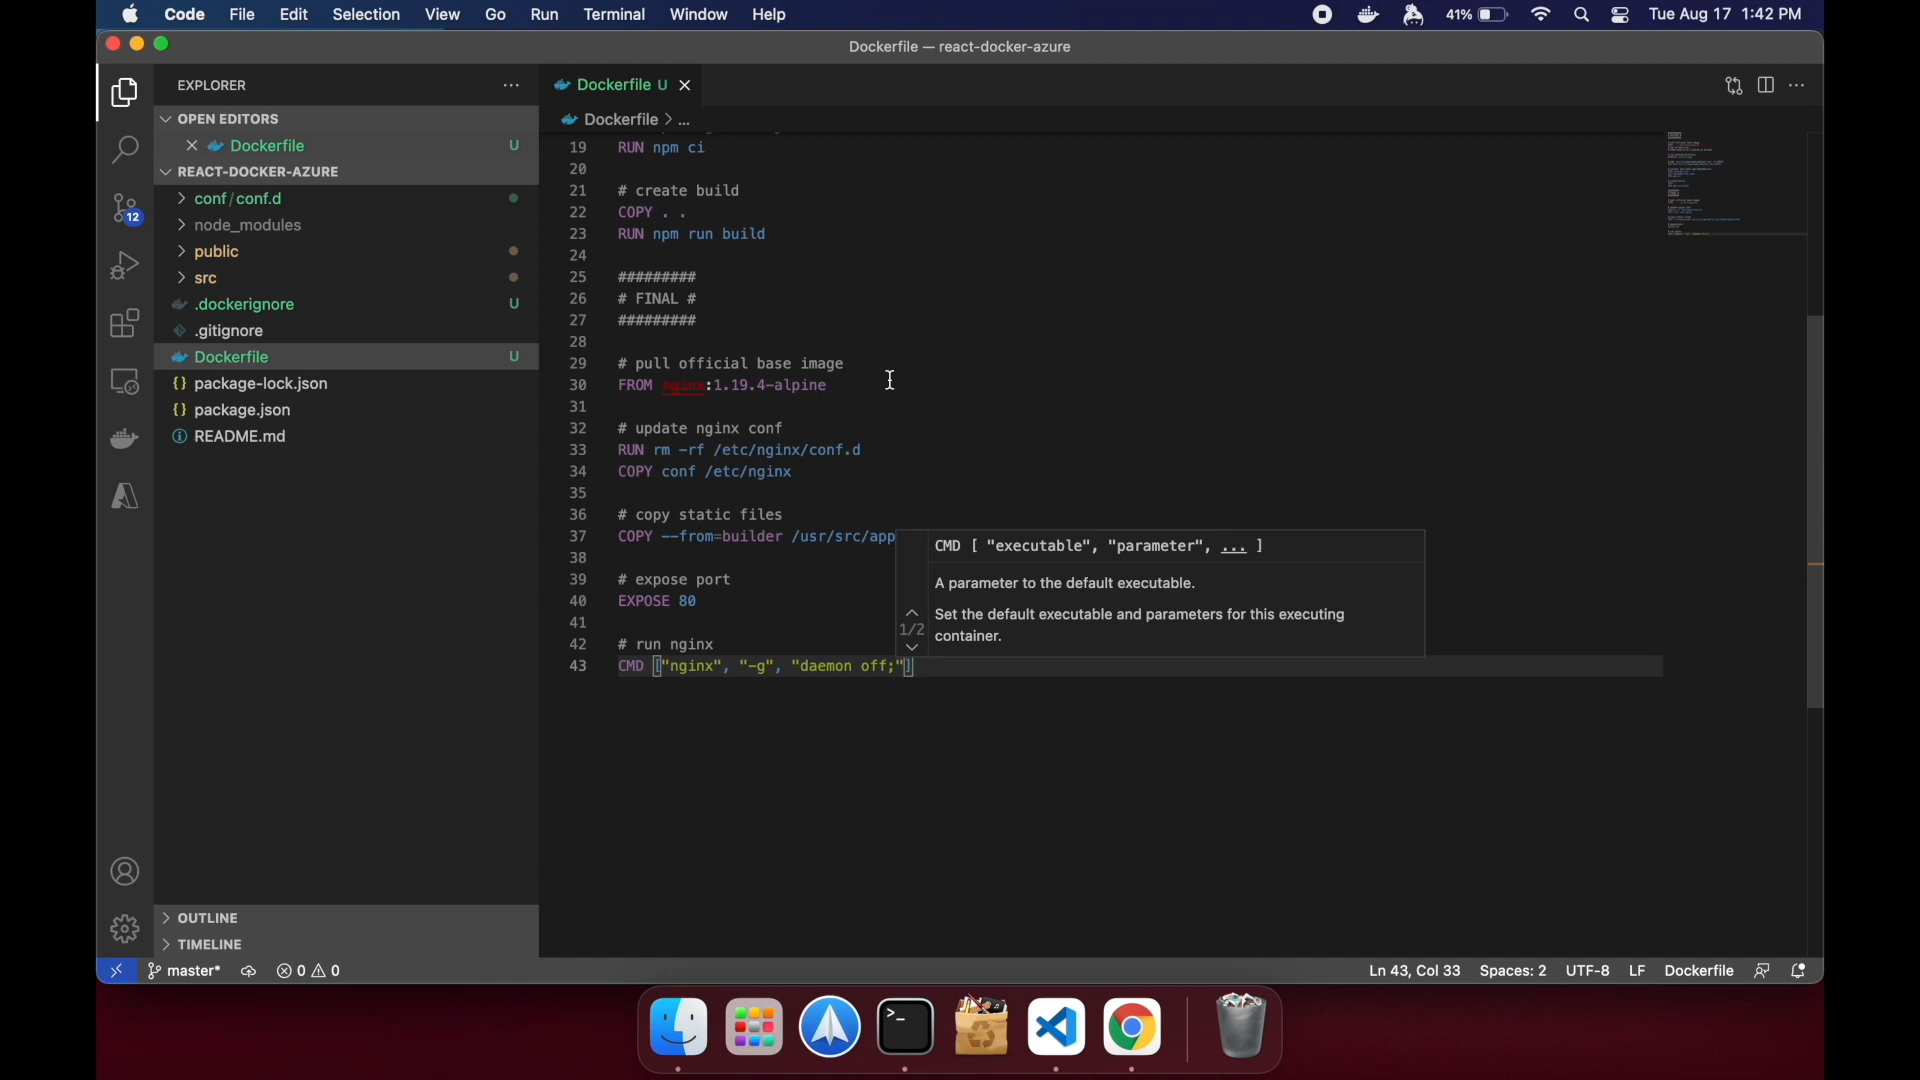 Code File Edit Selection View Go Run Terminal Window Help 41% Tue Aug 17 1:42 PM
Dockerfile — react-docker-azure
EXPLORER ...
OPEN EDITORS
Dockerfile U
REACT-DOCKER-AZURE
conf/conf.d
node_modules
public
src
.dockerignore U
.gitignore
Dockerfile U
package-lock.json
package.json
README.md
OUTLINE
TIMELINE
12
Dockerfile U
Dockerfile > ...
19 RUN npm ci
20
21 # create build
22 COPY . .
23 RUN npm run build
24
25 #########
26 # FINAL #
27 #########
28
29 # pull official base image
30 FROM nginx:1.19.4-alpine
31
32 # update nginx conf
33 RUN rm -rf /etc/nginx/conf.d
34 COPY conf /etc/nginx
35
36 # copy static files
37 COPY --from=builder /usr/src/app
38
39 # expose port
40 EXPOSE 80
41
42 # run nginx
43 CMD ["nginx", "-g", "daemon off;"]
CMD [ "executable", "parameter", ... ]
A parameter to the default executable.
Set the default executable and parameters for this executing
container.
1/2
master* 0 0 Ln 43, Col 33 Spaces: 2 UTF-8 LF Dockerfile